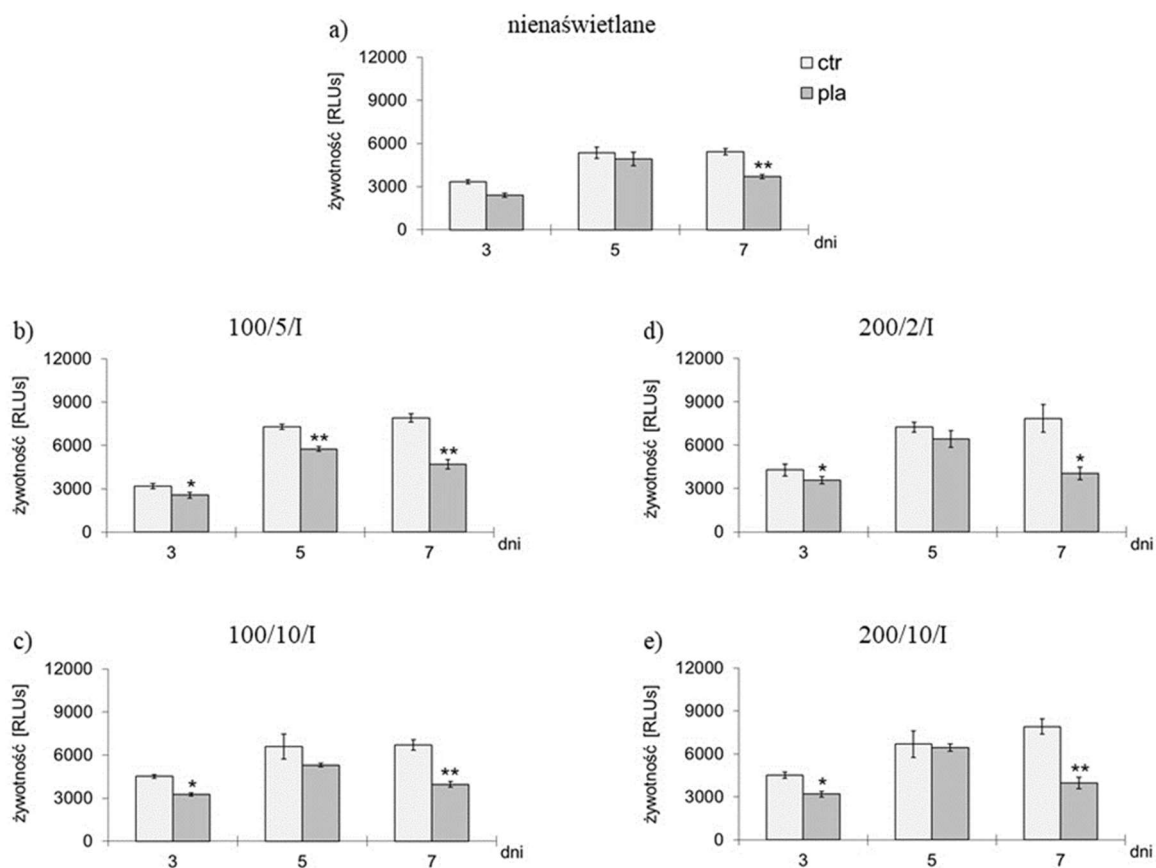 a) nienaświetlane
żywotność [RLUs]
12000
9000
6000
3000
0
ctr
pla
**
3 5 7 dni
b) 100/5/I
żywotność [RLUs]
12000
9000
6000
3000
0
* ** **
3 5 7 dni
d) 200/2/I
żywotność [RLUs]
12000
9000
6000
3000
0
* *
3 5 7 dni
c) 100/10/I
żywotność [RLUs]
12000
9000
6000
3000
0
* **
3 5 7 dni
e) 200/10/I
żywotność [RLUs]
12000
9000
6000
3000
0
* **
3 5 7 dni